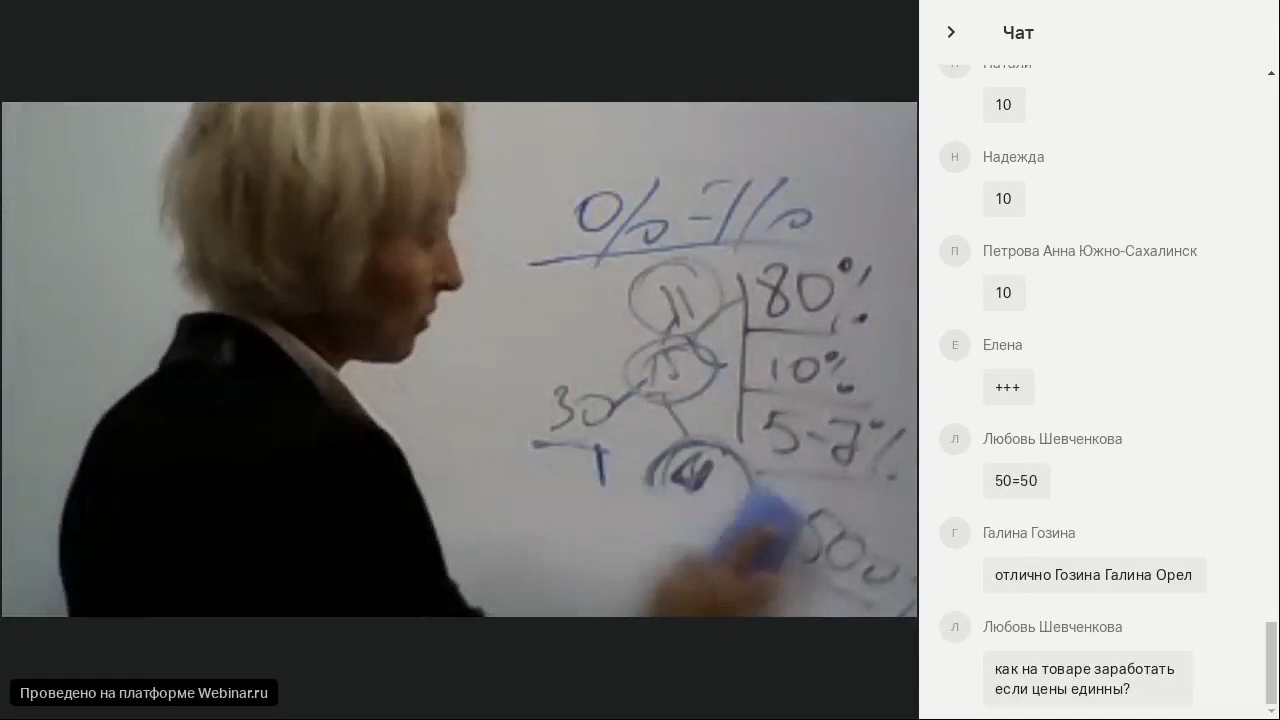 80%
10%
30
5-7%
Проведено на платформе Webinar.ru
Чат
Натали
10
Н
Надежда
10
П
Петрова Анна Южно-Сахалинск
10
Е
Елена
+++
Л
Любовь Шевченкова
50=50
Г
Галина Гозина
отлично Гозина Галина Орел
Л
Любовь Шевченкова
как на товаре заработать
если цены единны?